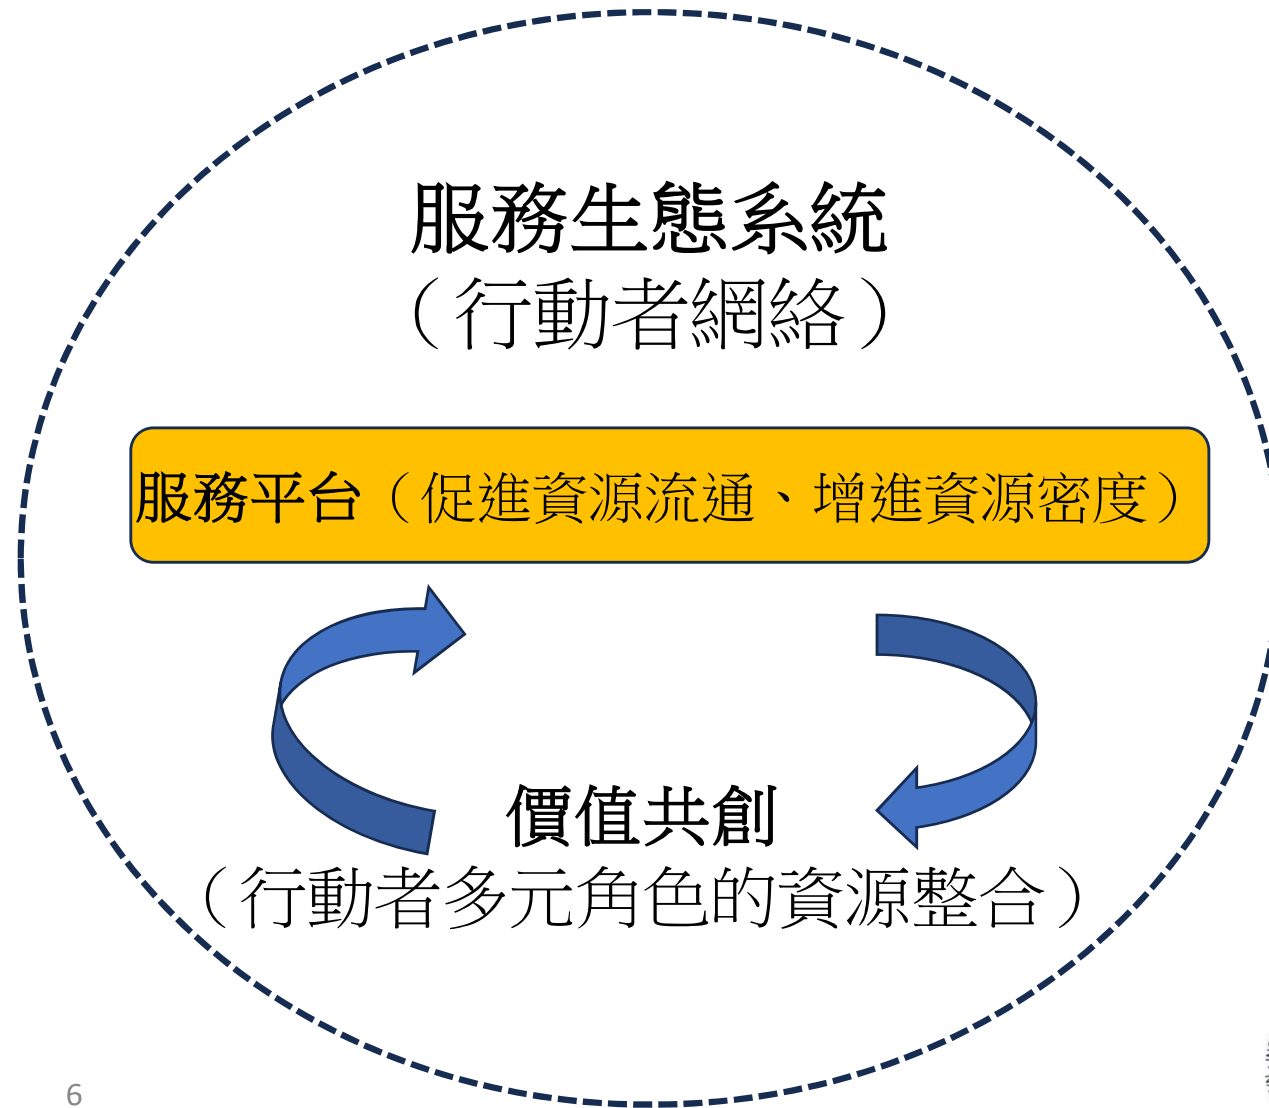 服務生態系統
（行動者網絡）
服務平台（促進資源流通、增進資源密度）
價值共創
（行動者多元角色的資源整合）
6